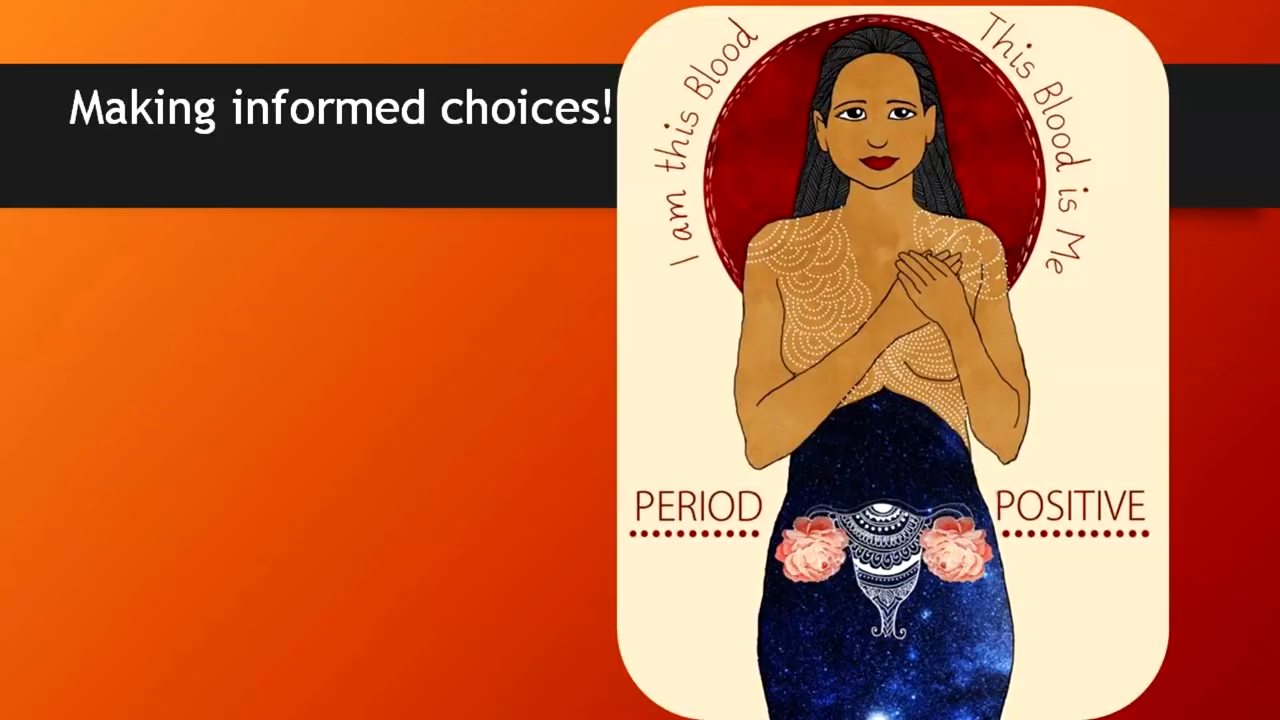 Making informed choices!
I am this Blood
This Blood is Me
PERIOD
POSITIVE